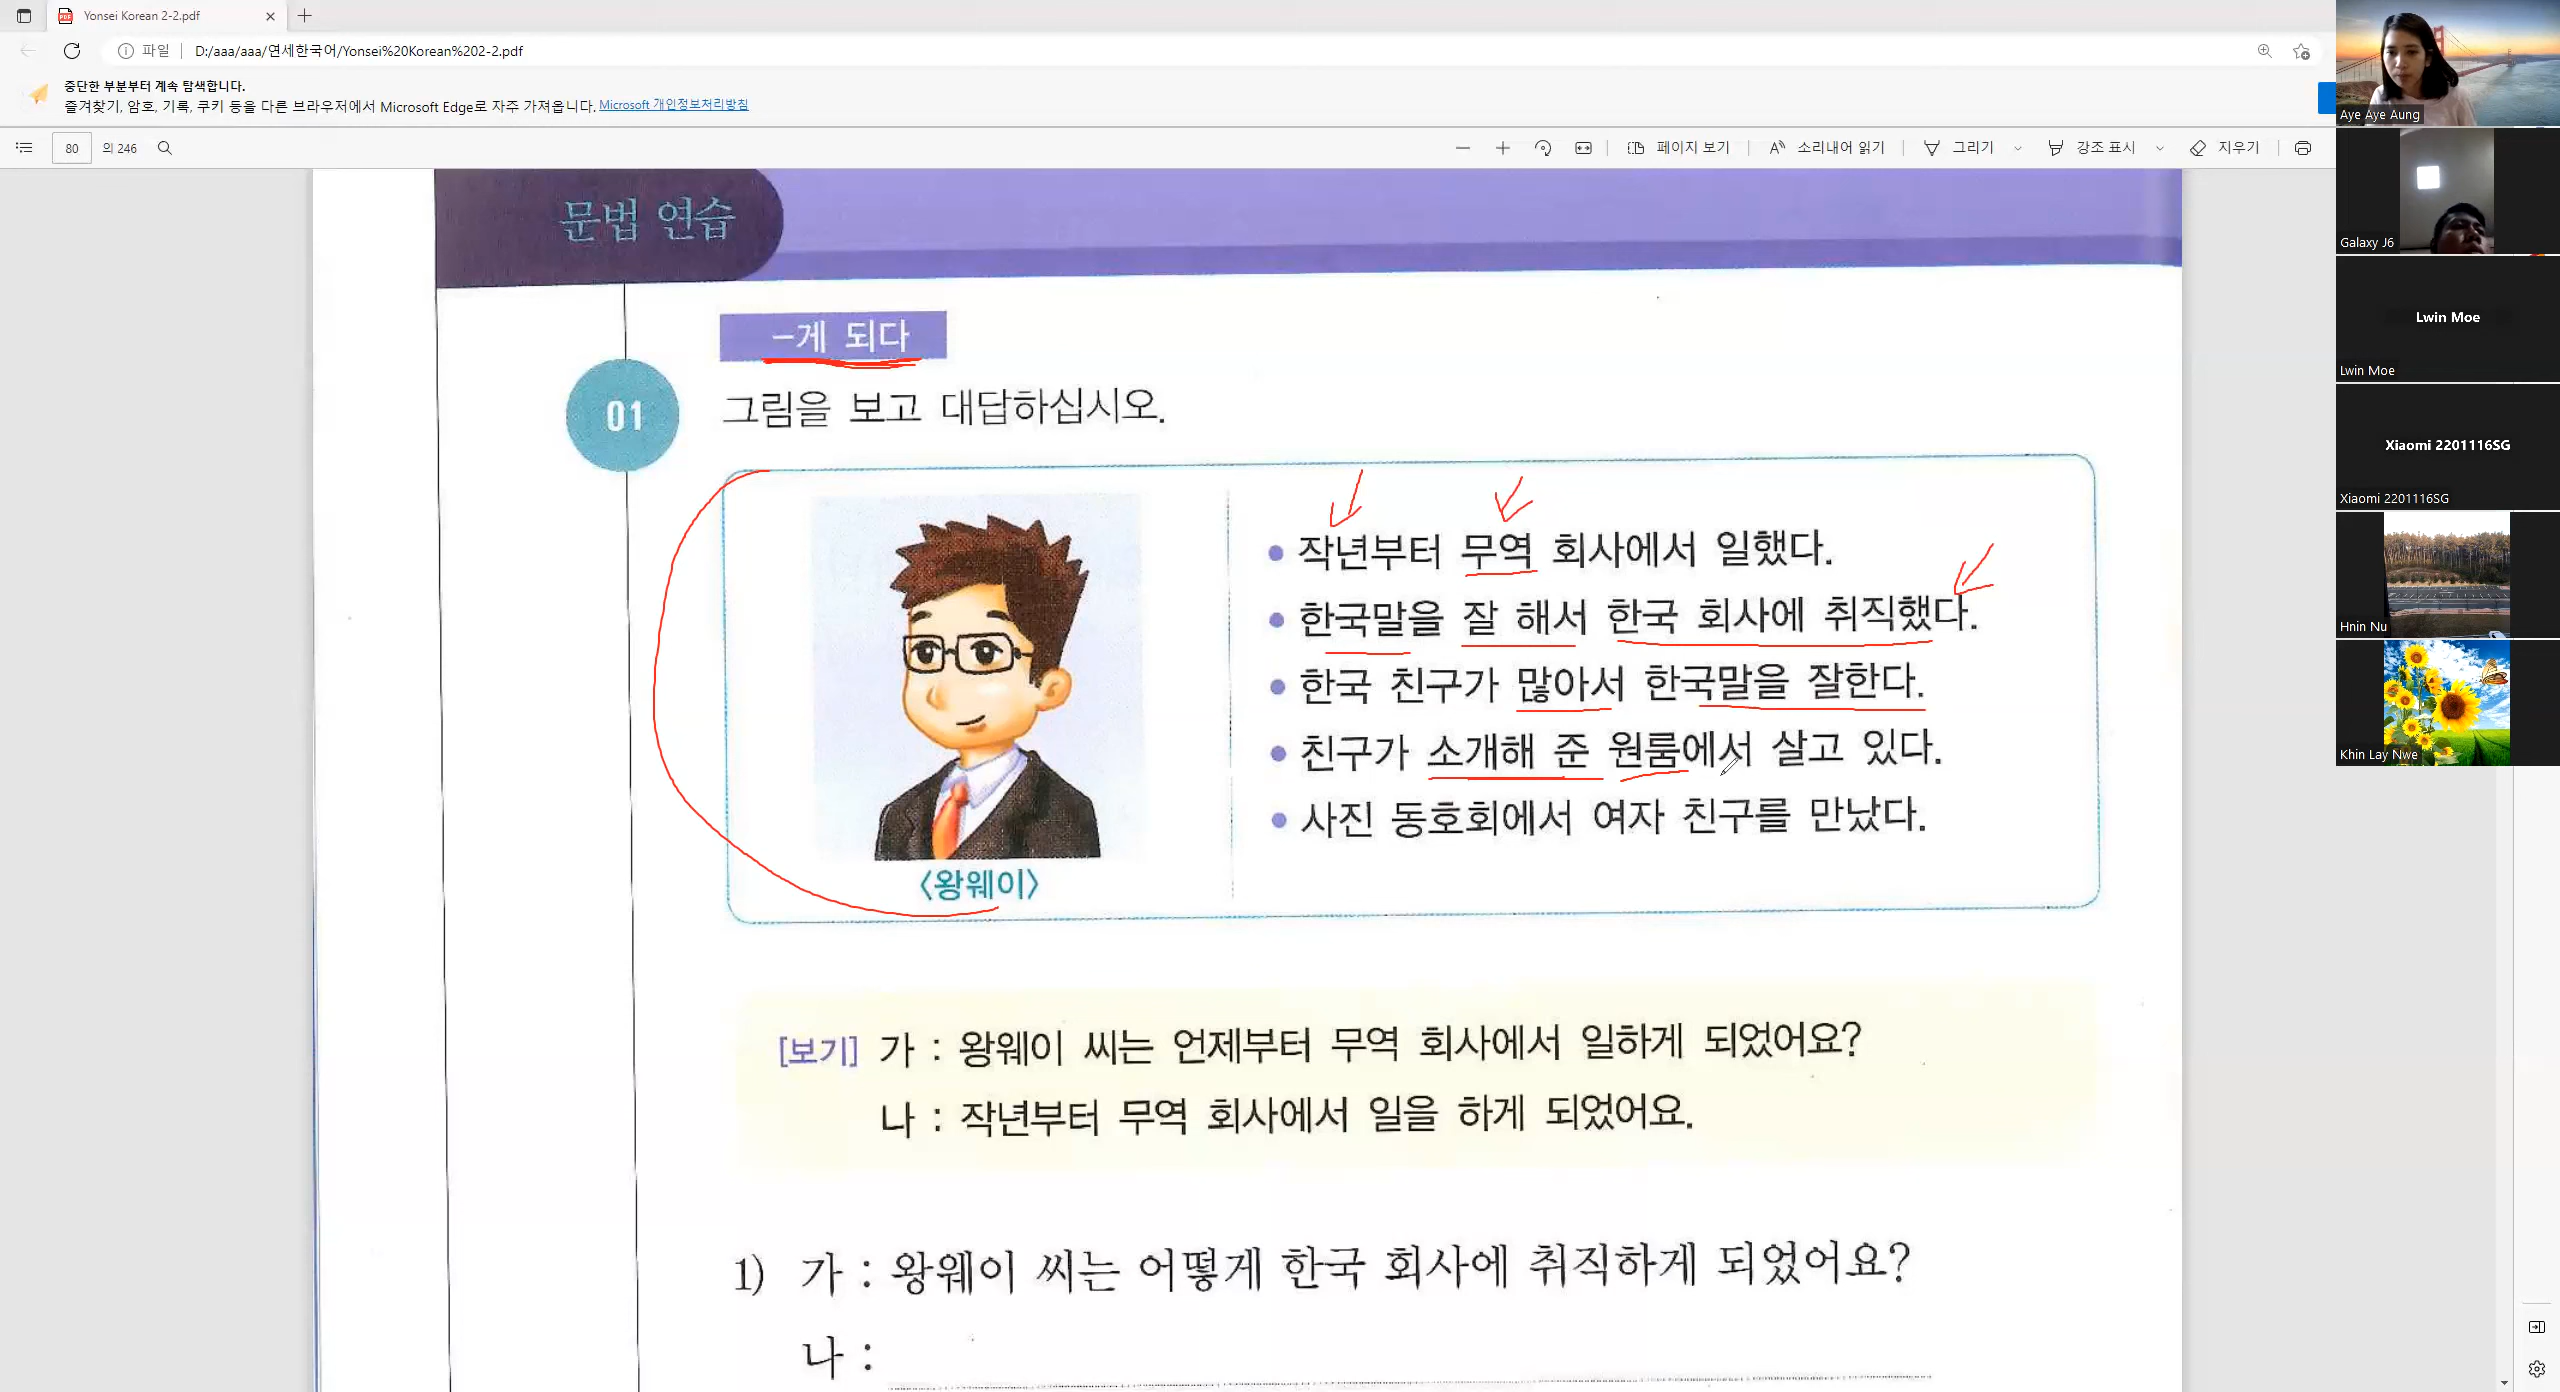 Yonsei Korean 2-2.pdf
파일 D:/aaa/aaa/연세한국어/Yonsei%20Korean%202-2.pdf
중단한 부분부터 계속 탐색합니다.
즐겨찾기, 암호, 기록, 쿠키 등을 다른 브라우저에서 Microsoft Edge로 자주 가져옵니다. Microsoft 개인정보처리방침
80 의 246 페이지 보기 소리내어 읽기 그리기 강조 표시 지우기
문법 연습
-게 되다
01 그림을 보고 대답하십시오.
• 작년부터 무역 회사에서 일했다.
• 한국말을 잘 해서 한국 회사에 취직했다.
• 한국 친구가 많아서 한국말을 잘한다.
• 친구가 소개해 준 원룸에서 살고 있다.
• 사진 동호회에서 여자 친구를 만났다.
〈왕웨이〉
[보기] 가 : 왕웨이 씨는 언제부터 무역 회사에서 일하게 되었어요?
나 : 작년부터 무역 회사에서 일을 하게 되었어요.
1) 가 : 왕웨이 씨는 어떻게 한국 회사에 취직하게 되었어요?
나 :
Aye Aye Aung
Galaxy J6
Lwin Moe
Lwin Moe
Xiaomi 2201116SG
Xiaomi 2201116SG
Hnin Nu
Khin Lay Nwe